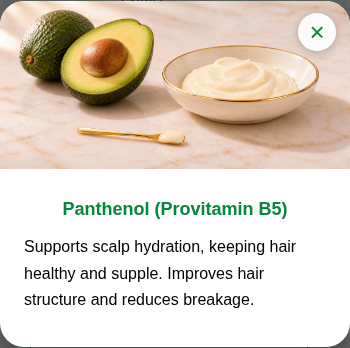 Panthenol (Provitamin B5)
Supports scalp hydration, keeping hair
healthy and supple. Improves hair
structure and reduces breakage.